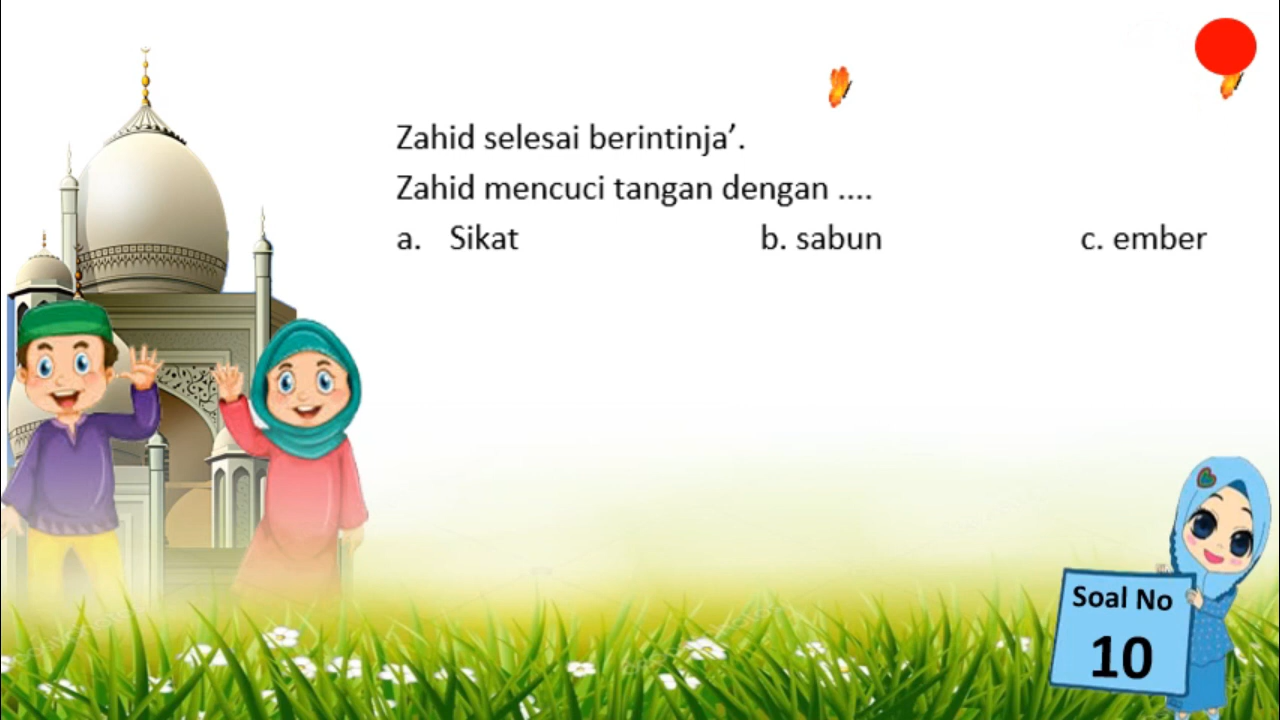 Zahid selesai berintinja’.
Zahid mencuci tangan dengan ....
a. Sikat b. sabun c. ember
Soal No
10